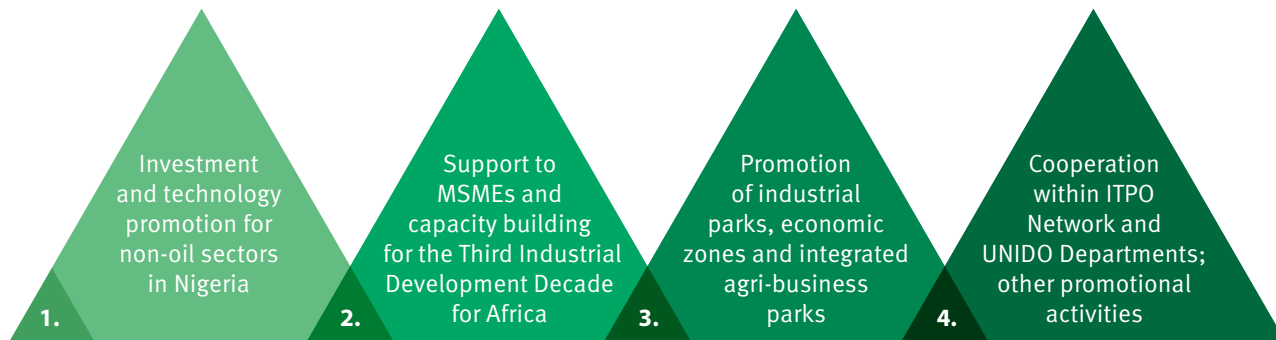 1.
Investment
and technology
promotion for
non-oil sectors
in Nigeria
2.
Support to
MSMEs and
capacity building
for the Third Industrial
Development Decade
for Africa
3.
Promotion
of industrial
parks, economic
zones and integrated
agri-business
parks
4.
Cooperation
within ITPO
Network and
UNIDO Departments;
other promotional
activities